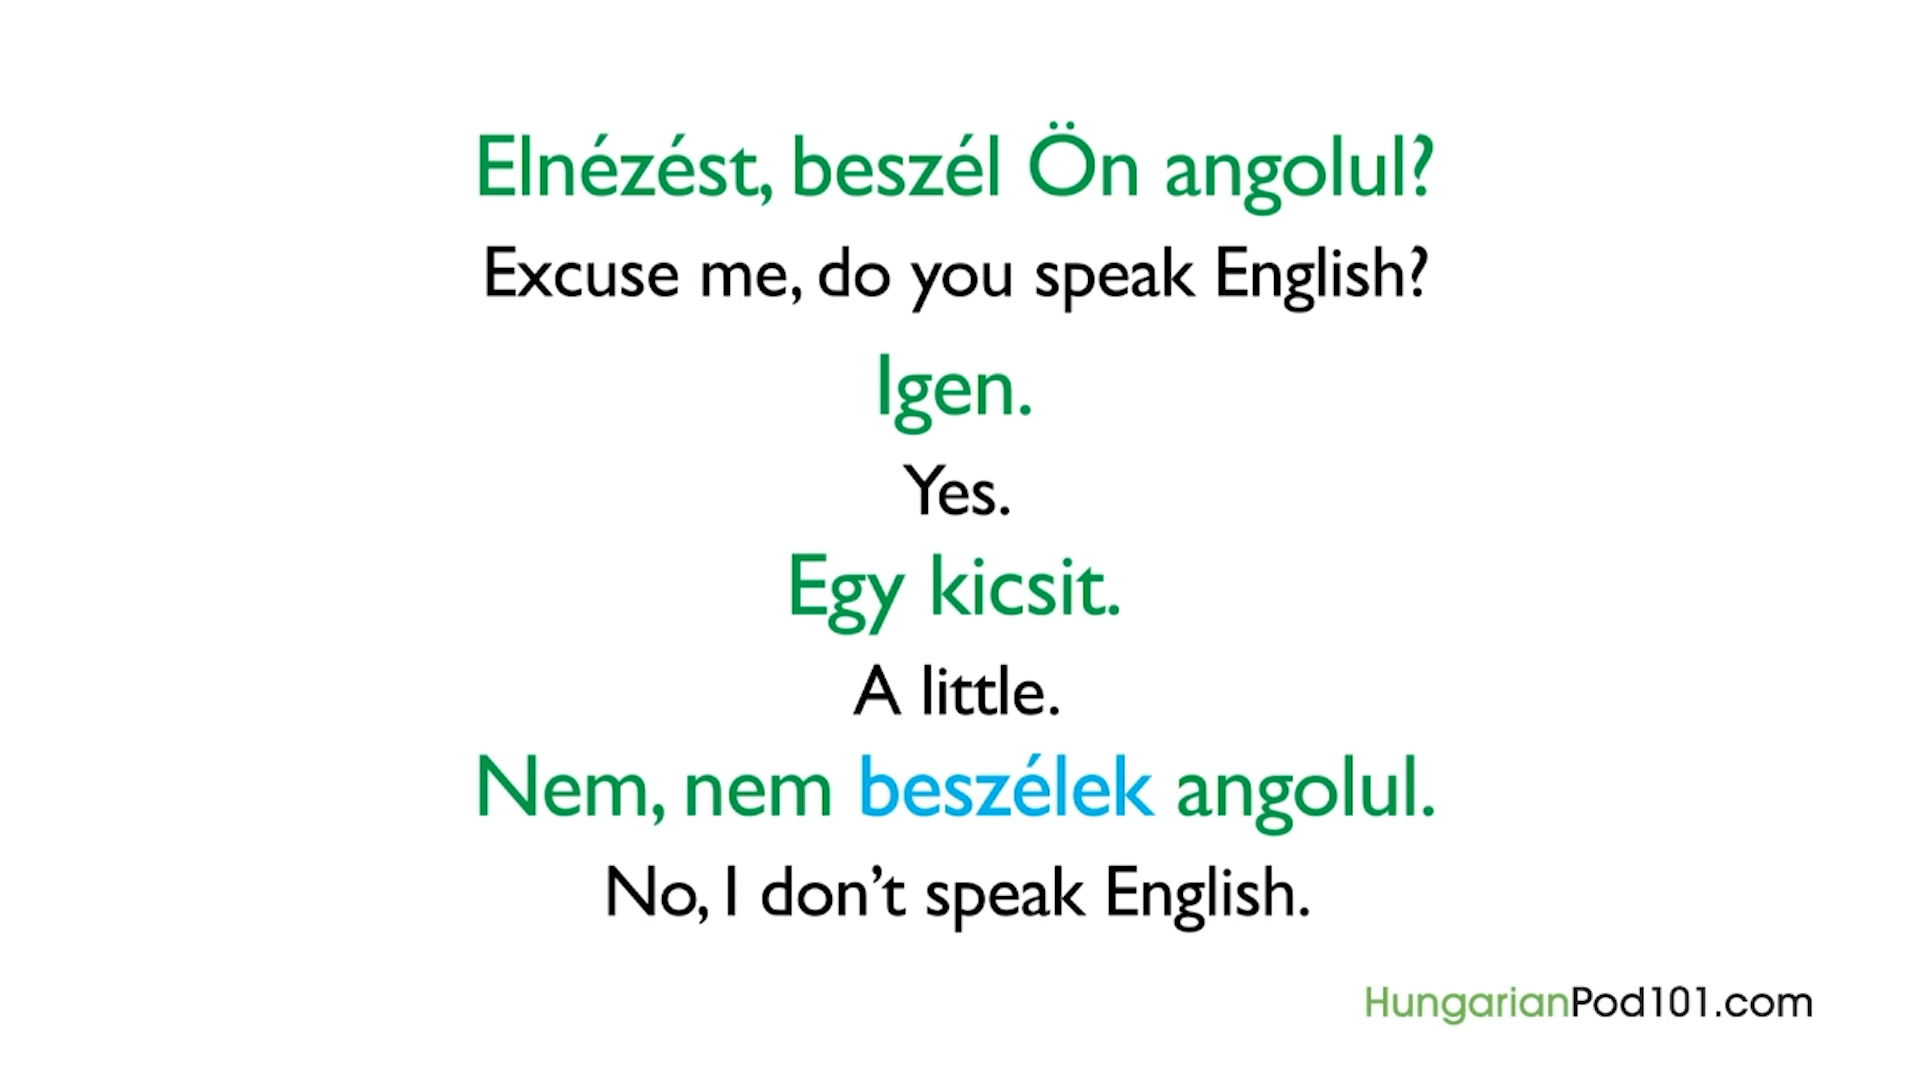 Elnézést, beszél Ön angolul?
Excuse me, do you speak English?
Igen.
Yes.
Egy kicsit.
A little.
Nem, nem beszélek angolul.
No, I don’t speak English.
HungarianPod101.com